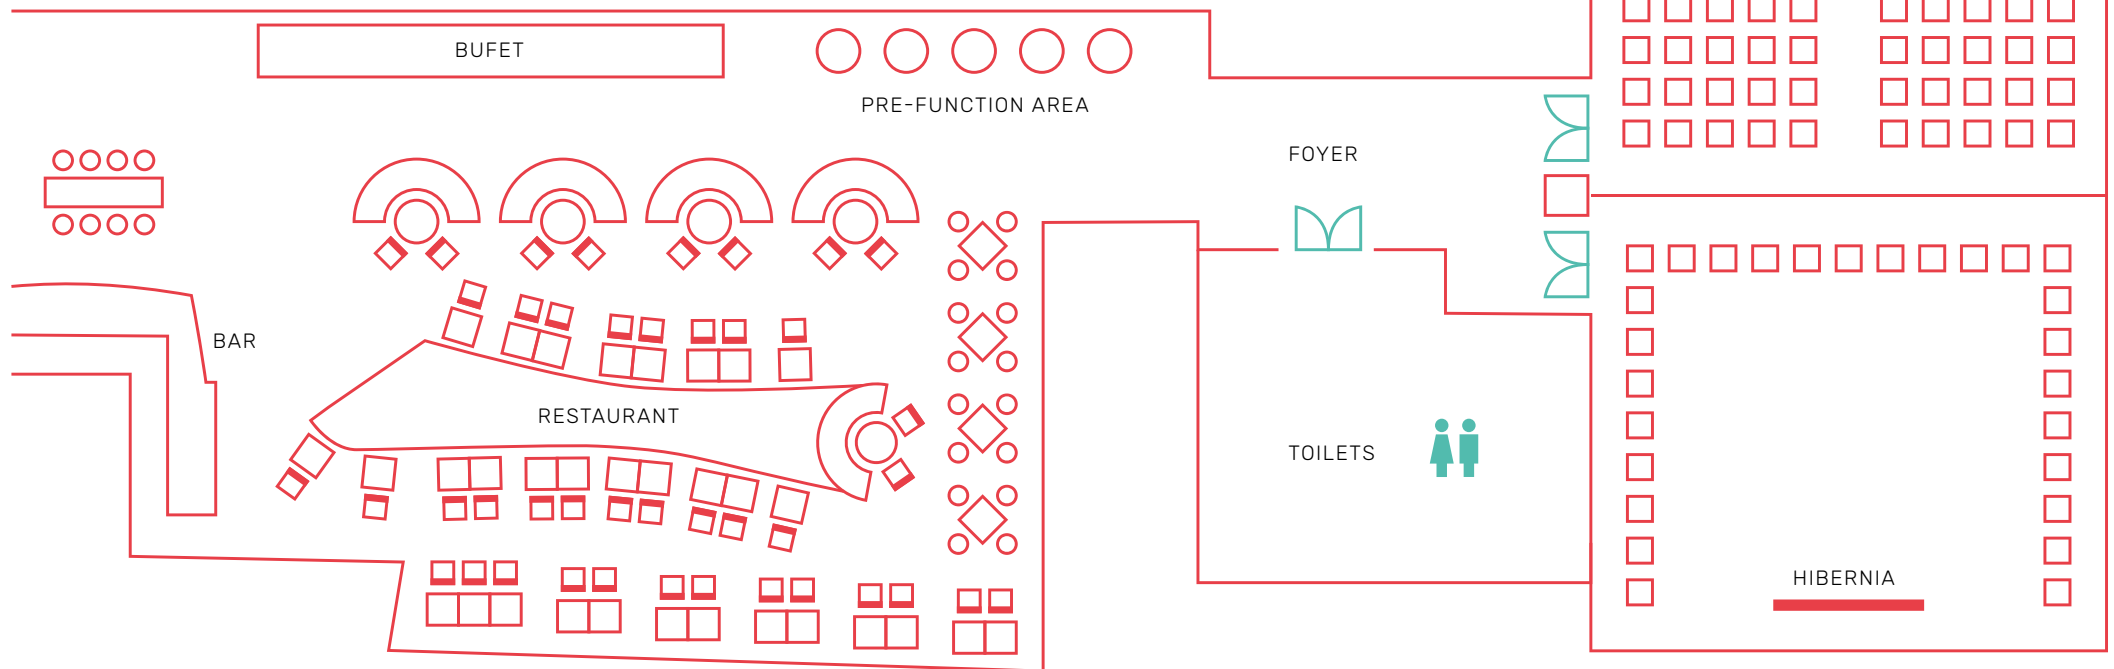 BUFET
PRE-FUNCTION AREA
FOYER
BAR
RESTAURANT
TOILETS
HIBERNIA